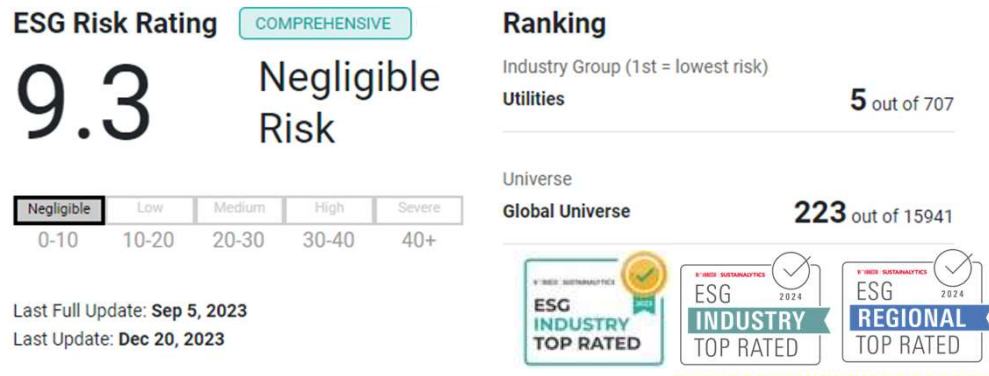 ESG Risk Rating
COMPREHENSIVE
9.3
Negligible
Risk
Negligible
Low
Medium
High
Severe
0-10
10-20
20-30
30-40
40+
Last Full Update: Sep 5, 2023
Last Update: Dec 20, 2023
Ranking
Industry Group (1st = lowest risk)
Utilities
5 out of 707
Universe
Global Universe
223 out of 15941
SUSTAINALYTICS
ESG
INDUSTRY
TOP RATED
SUSTAINALYTICS
ESG
2024
INDUSTRY
TOP RATED
SUSTAINALYTICS
ESG
2024
REGIONAL
TOP RATED